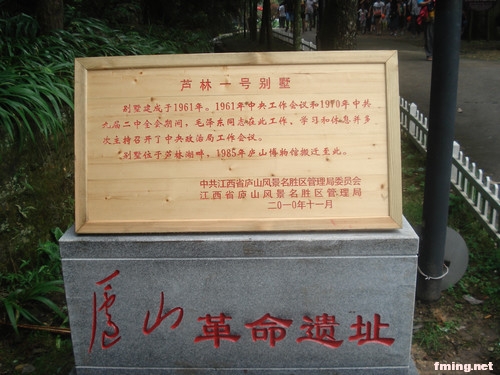 芦林一号别墅
别墅建成于1961年。1961年中央工作会议和1970年中共
九届二中全会期间，毛泽东同志在此工作、学习和休息并多
次主持召开了中央政治局工作会议。
别墅位于芦林湖畔，1985年庐山博物馆搬迁至此。
中共江西省庐山风景名胜区管理局委员会
江西省庐山风景名胜区管理局
二〇一〇年十一月
廬山革命遗址
fming.net